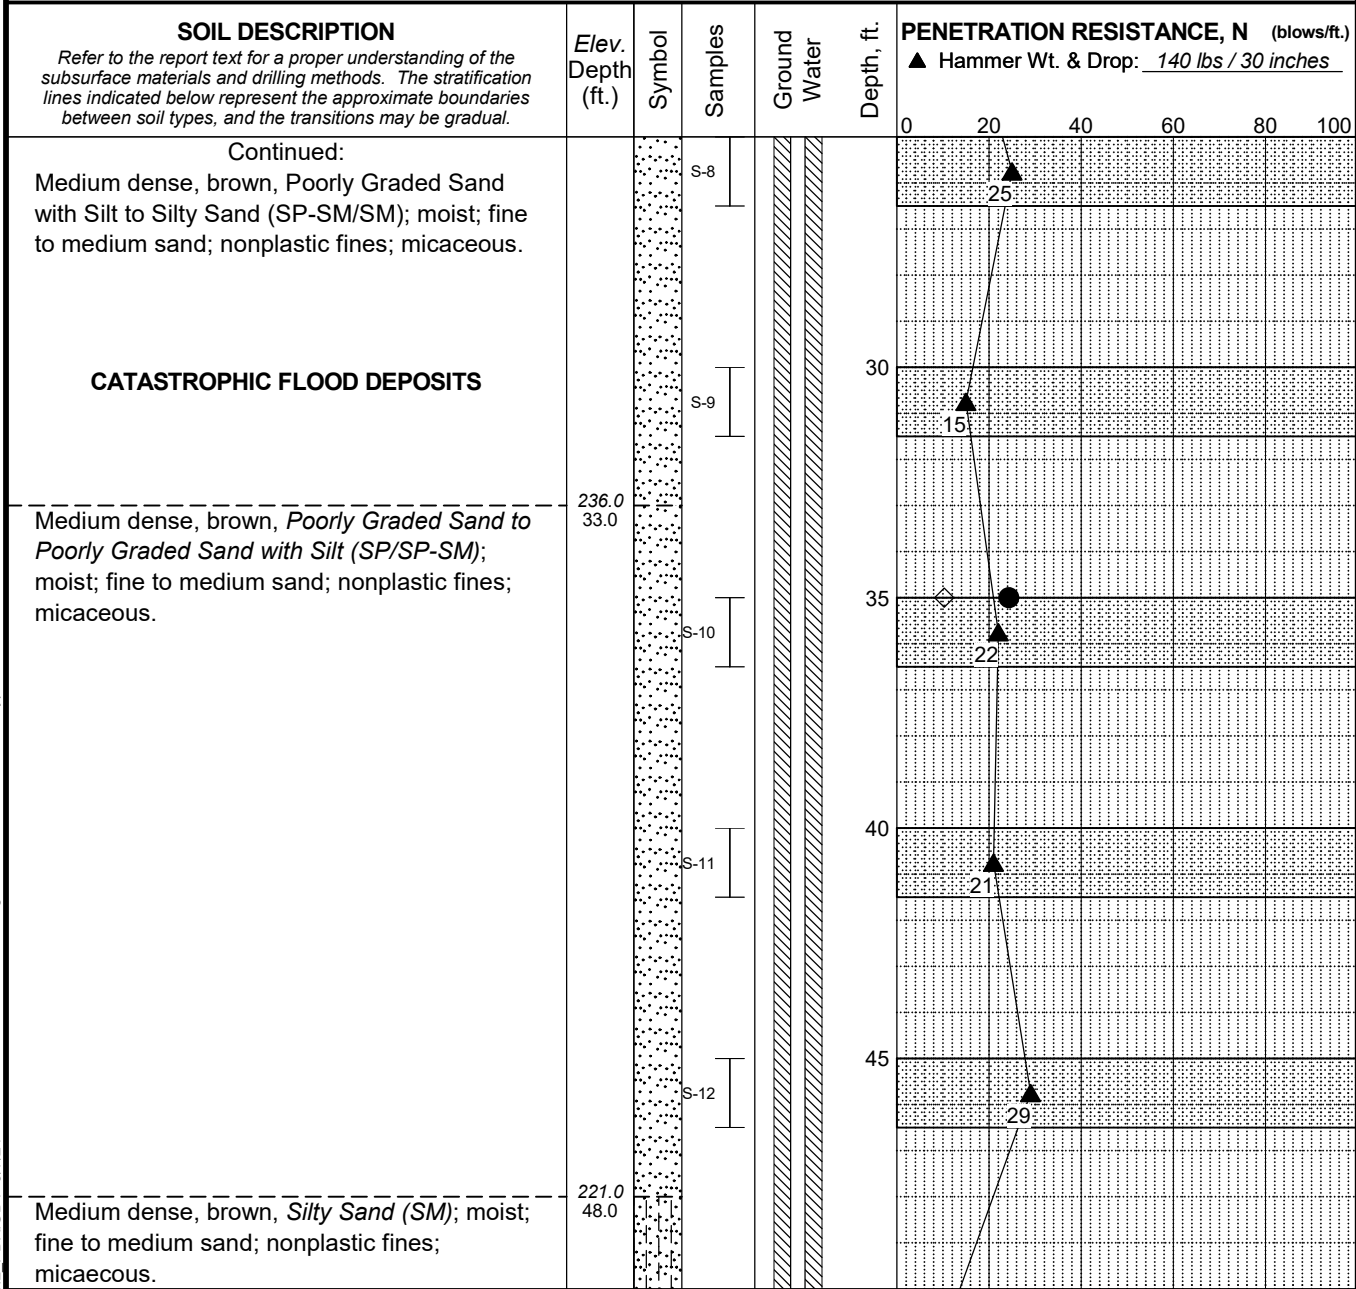 SOIL DESCRIPTION
Refer to the report text for a proper understanding of the
subsurface materials and drilling methods. The stratification
lines indicated below represent the approximate boundaries
between soil types, and the transitions may be gradual.
Elev.
Depth
(ft.)
Symbol
Samples
Ground
Water
Depth, ft.
PENETRATION RESISTANCE, N (blows/ft.)
▲ Hammer Wt. & Drop: 140 lbs / 30 inches
0 20 40 60 80 100
Continued:
Medium dense, brown, Poorly Graded Sand
with Silt to Silty Sand (SP-SM/SM); moist; fine
to medium sand; nonplastic fines; micaceous.
S-8
25
CATASTROPHIC FLOOD DEPOSITS
30
S-9
15
236.0
33.0
Medium dense, brown, Poorly Graded Sand to
Poorly Graded Sand with Silt (SP/SP-SM);
moist; fine to medium sand; nonplastic fines;
micaceous.
35
S-10
22
40
S-11
21
45
S-12
29
221.0
48.0
Medium dense, brown, Silty Sand (SM); moist;
fine to medium sand; nonplastic fines;
micaecous.